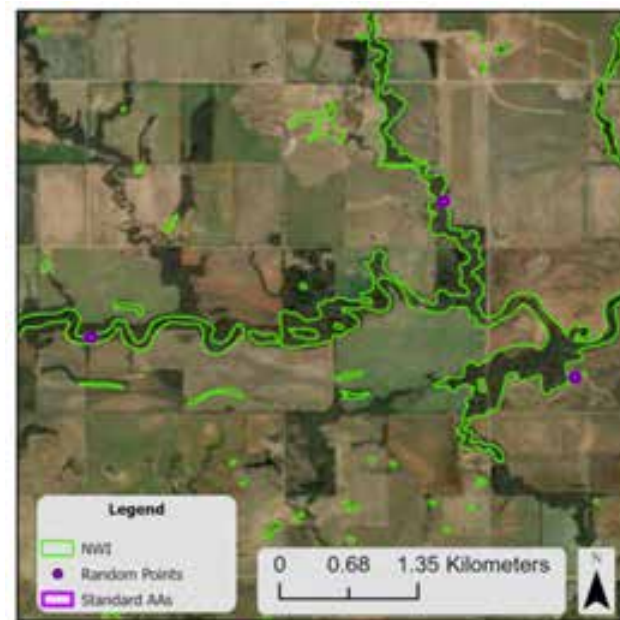 Legend
NWI
Random Points
Standard AAs
0 0.68 1.35 Kilometers
N